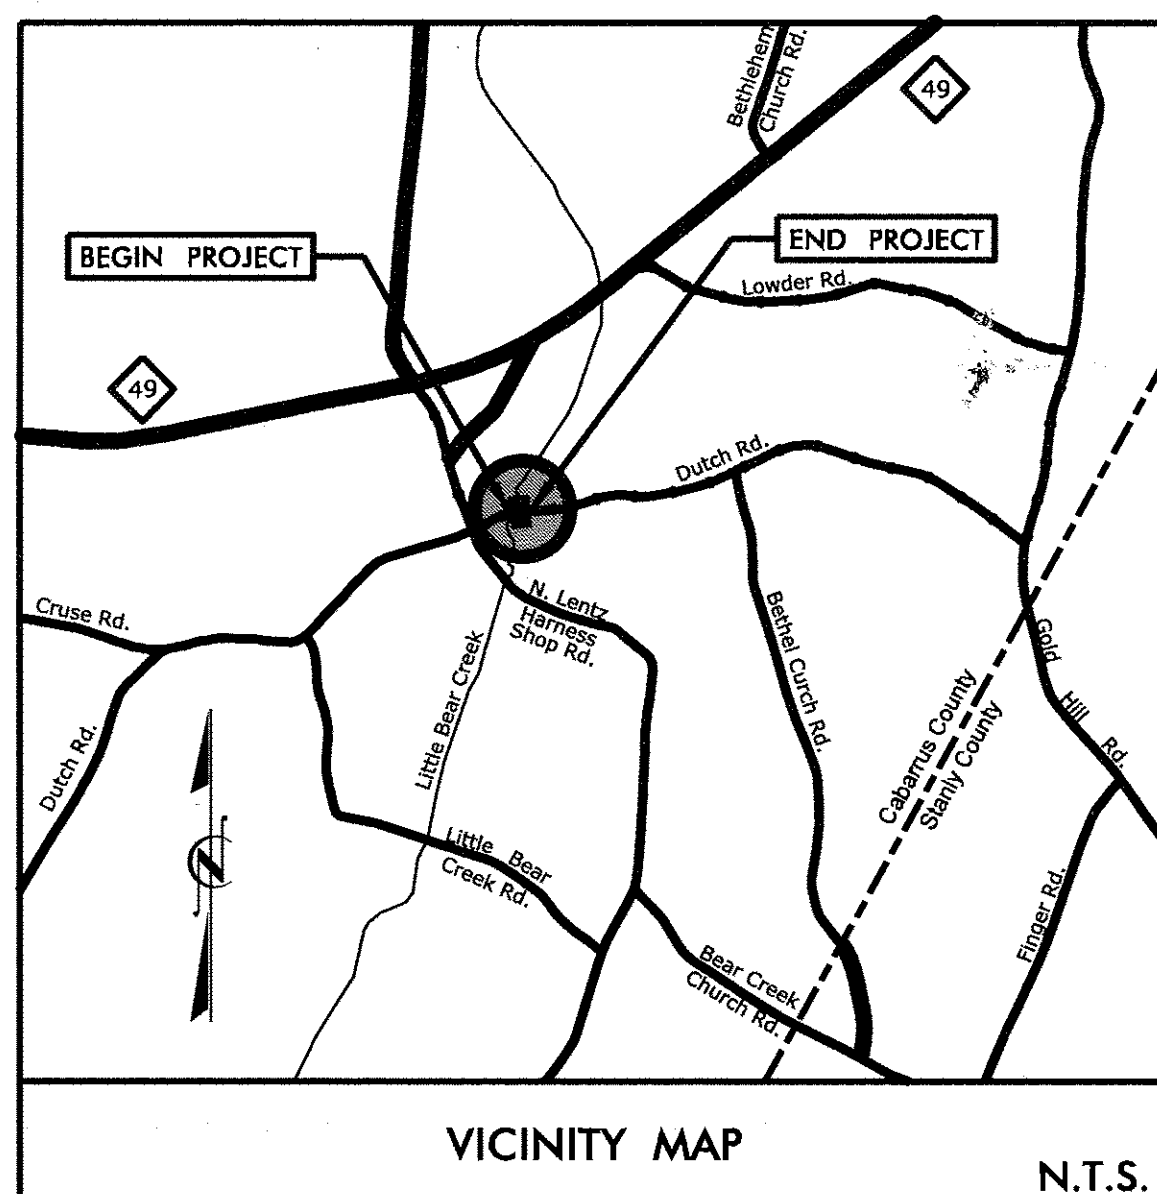 Bethlehem
Church Rd.
49
BEGIN PROJECT
END PROJECT
Lowder Rd.
49
Dutch Rd.
Cruse Rd.
N. Lentz
Harness
Shop Rd.
Bethel Curch Rd.
Gold
Hill
Rd.
Little Bear Creek
Cabarrus County
Stanly County
Dutch Rd.
N
Little Bear
Creek Rd.
Finger Rd.
Bear Creek
Church Rd.
VICINITY MAP
N.T.S.